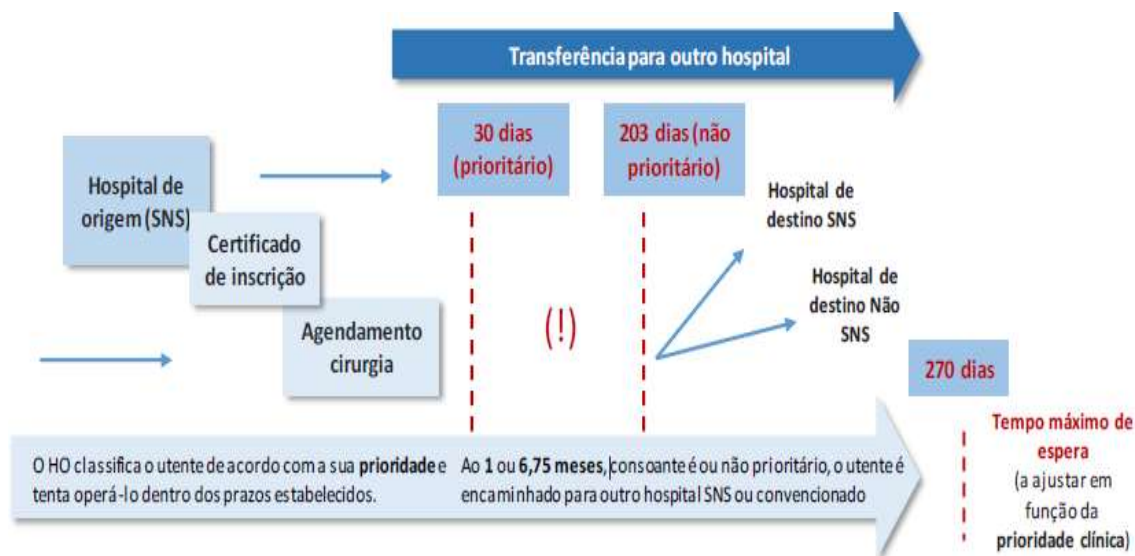 Transferência para outro hospital
30 dias
(prioritário)
203 dias (não
prioritário)
Hospital de
origem (SNS)
Certificado
de inscrição
Agendamento
cirurgia
(!)
Hospital de
destino SNS
Hospital de
destino Não
SNS
270 dias
Tempo máximo de
espera
(a ajustar em
função da
prioridade clínica)
O HO classifica o utente de acordo com a sua prioridade e
tenta operá-lo dentro dos prazos estabelecidos.
Ao 1 ou 6,75 meses, consoante é ou não prioritário, o utente é
encaminhado para outro hospital SNS ou convencionado